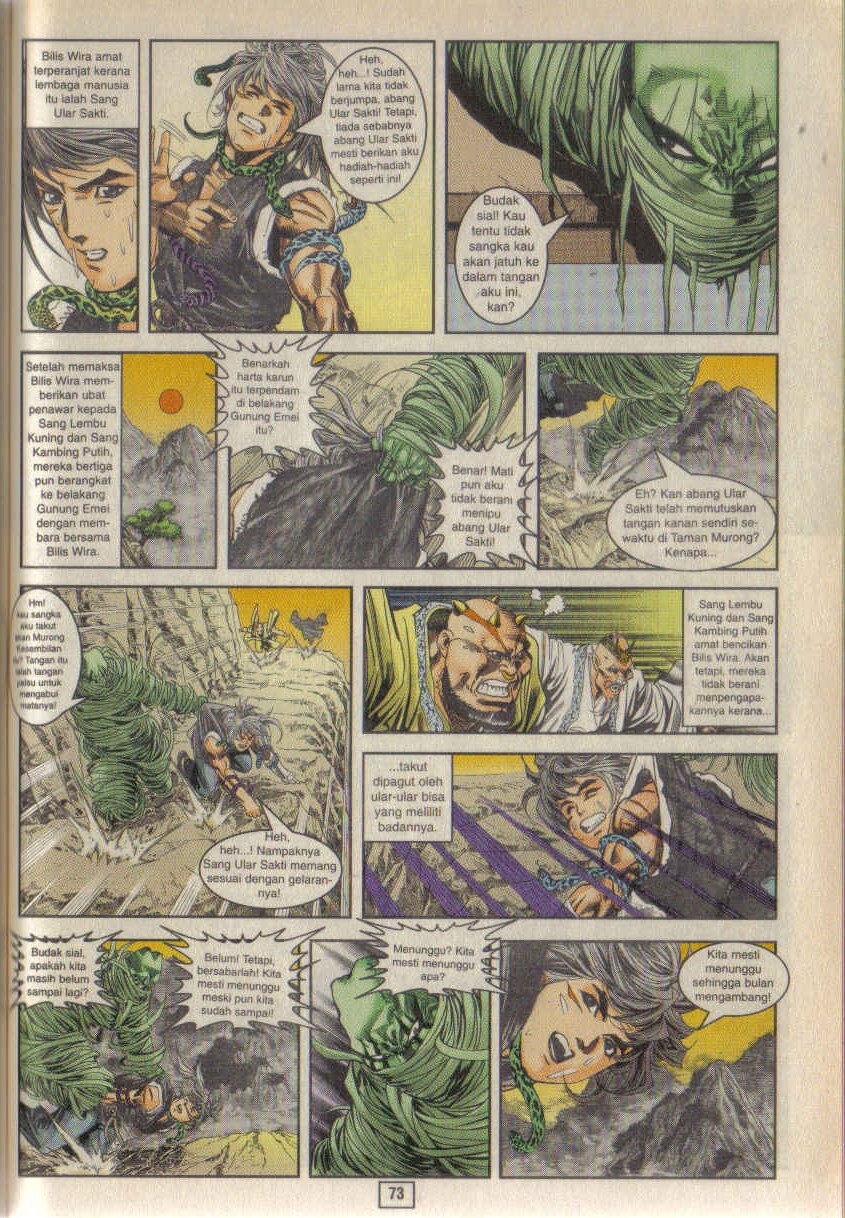 Bilis Wira amat
terperanjat kerana
lembaga manusia
itu ialah Sang
Ular Sakti.
Heh,
heh...! Sudah
lama kita tidak
berjumpa, abang
Ular Sakti! Tetapi,
tiada sebabnya
abang Ular Sakti
mesti berikan aku
hadiah-hadiah
seperti ini!
Budak
sial! Kau
tentu tidak
sangka kau
akan jatuh ke
dalam tangan
aku ini,
kan?
Setelah memaksa
Bilis Wira mem-
berikan ubat
penawar kepada
Sang Lembu
Kuning dan Sang
Kambing Putih,
mereka bertiga
pun berangkat
ke belakang
Gunung Emei
dengan mem-
bara bersama
Bilis Wira.
Benarkah
harta karun
itu terpendam
di belakang
Gunung Emei
itu?
Benar! Mati
pun aku
tidak berani
menipu
abang Ular
Sakti!
Eh? Kan abang Ular
Sakti telah memutuskan
tangan kanan sendiri se-
waktu di Taman Murong?
Kenapa...
Hm!
kau sangka
aku takut
akan Murong
Kesembilan
Tangan itu
ialah tangan
palsu untuk
mengabui
matanya!
Heh,
heh...! Nampaknya
Sang Ular Sakti memang
sesuai dengan gelaran-
nya!
Sang Lembu
Kuning dan Sang
Kambing Putih
amat bencikan
Bilis Wira. Akan
tetapi, mereka
tidak berani
menpengapa-
kannya kerana...
...takut
dipagut oleh
ular-ular bisa
yang meliliti
badannya.
Budak sial,
apakah kita
masih belum
sampai lagi?
Belum! Tetapi,
bersabarlah! Kita
mesti menunggu
meski pun kita
sudah sampai!
Menunggu? Kita
mesti menunggu
apa?
Kita mesti
menunggu
sehingga bulan
mengambang!
73